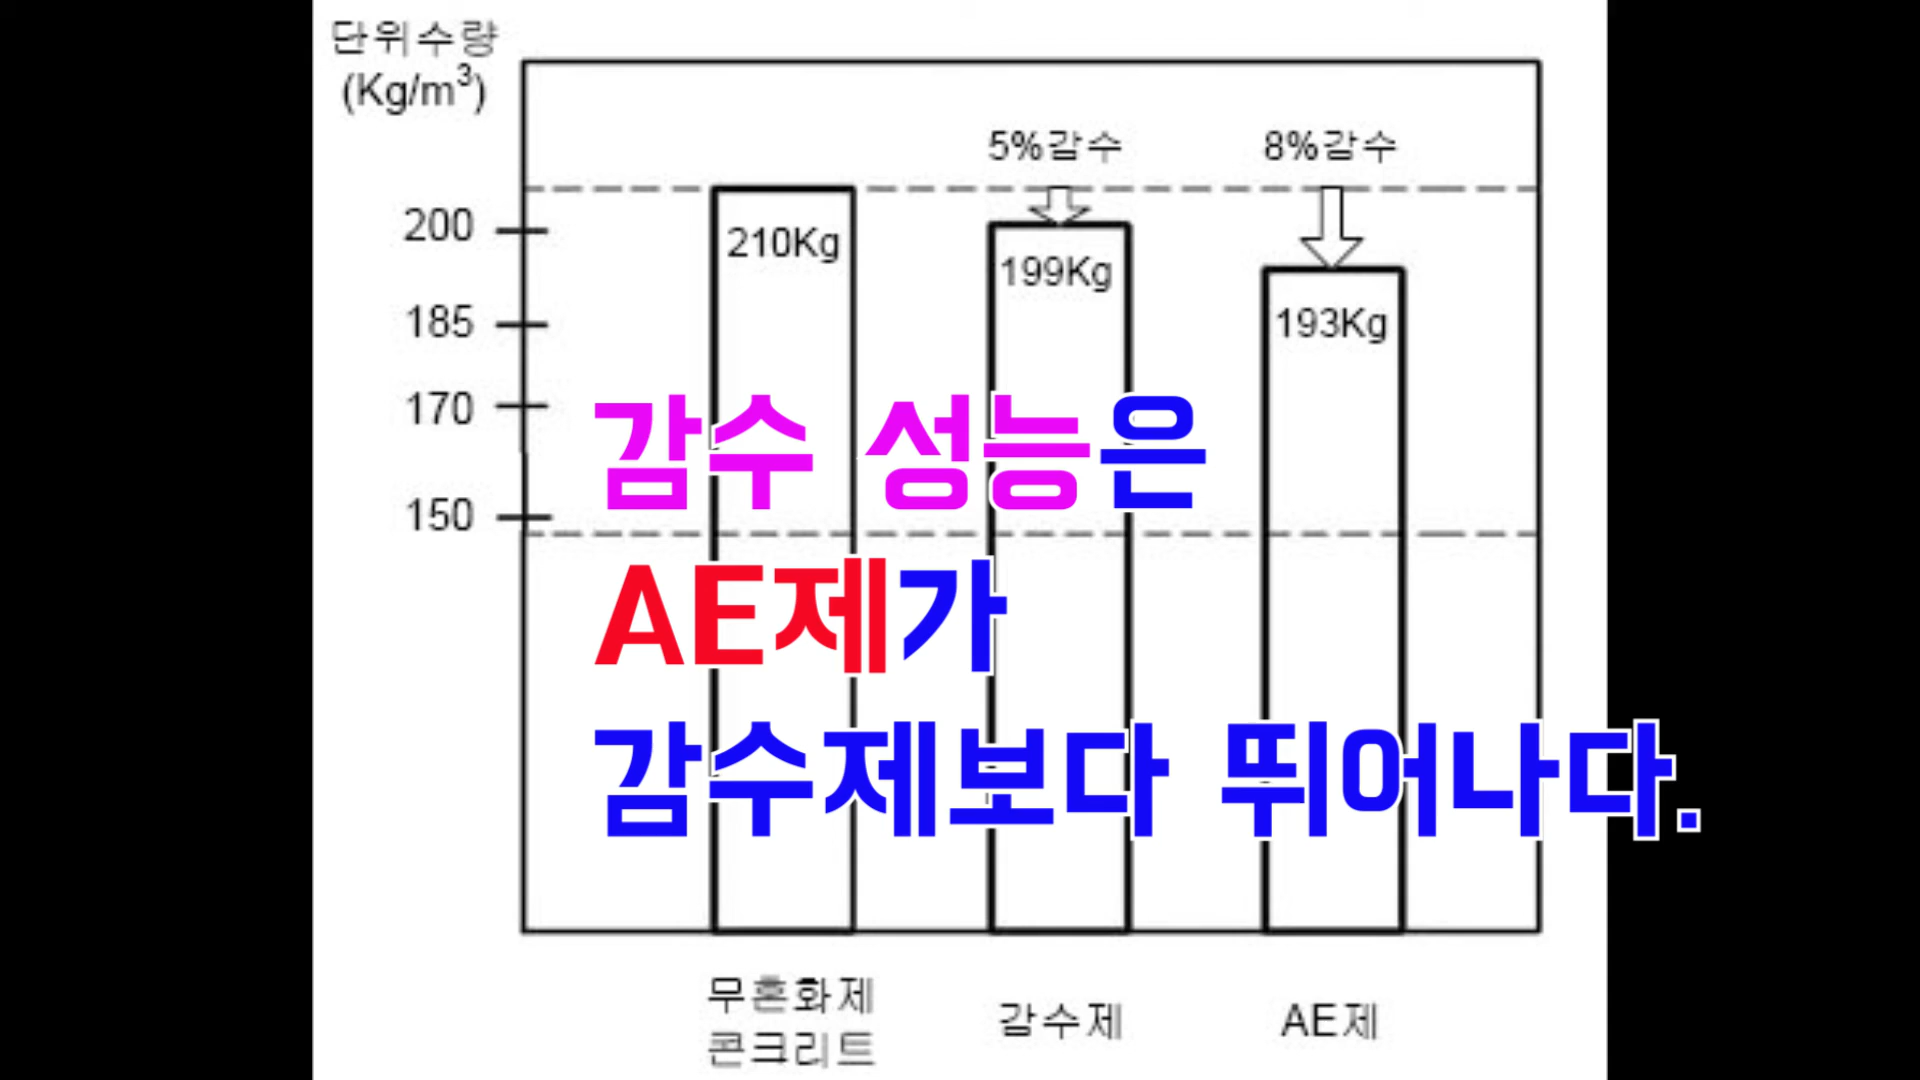 단위수량
(Kg/m³)
5%감수
8%감수
200
210Kg
199Kg
185
193Kg
170
감수 성능은
150
AE제가
감수제보다 뛰어나다.
무혼화제
콘크리트
감수제
AE제